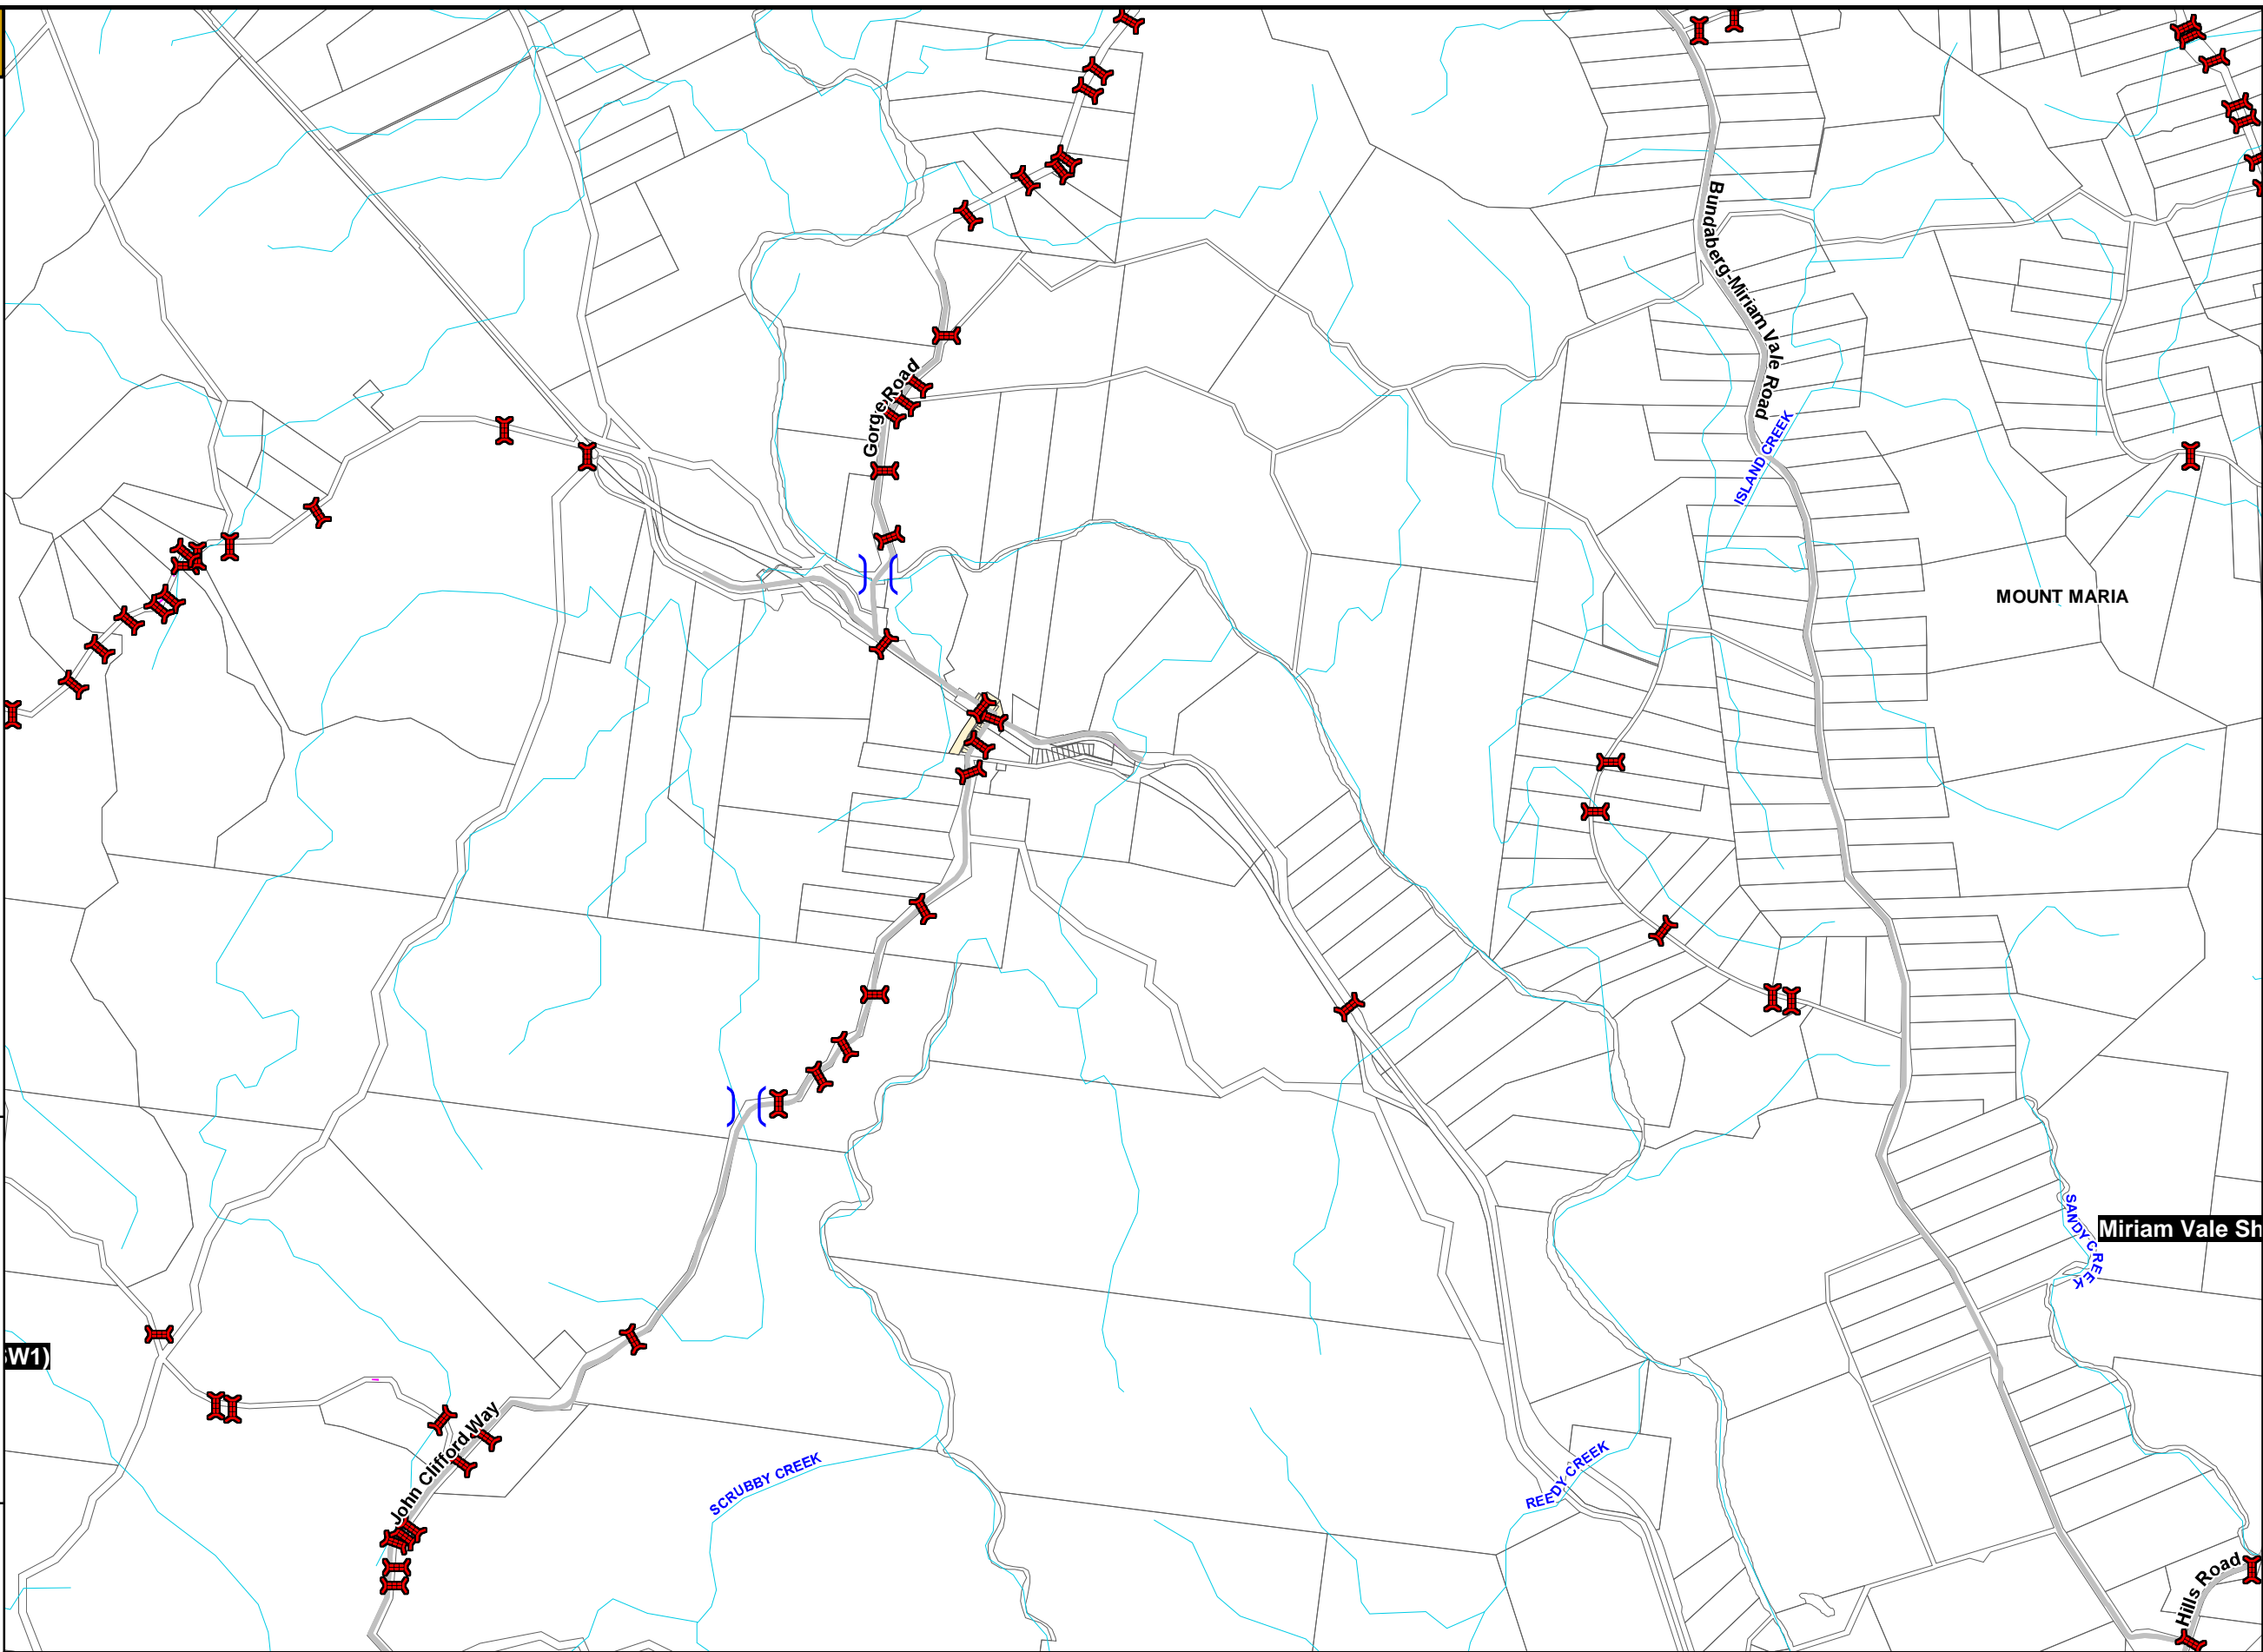 Bundaberg-Miriam Vale Road
Gorge Road
ISLAND CREEK
MOUNT MARIA
SANDY CREEK
Miriam Vale Sh
SW1)
John Clifford Way
SCRUBBY CREEK
REEDY CREEK
Hills Road